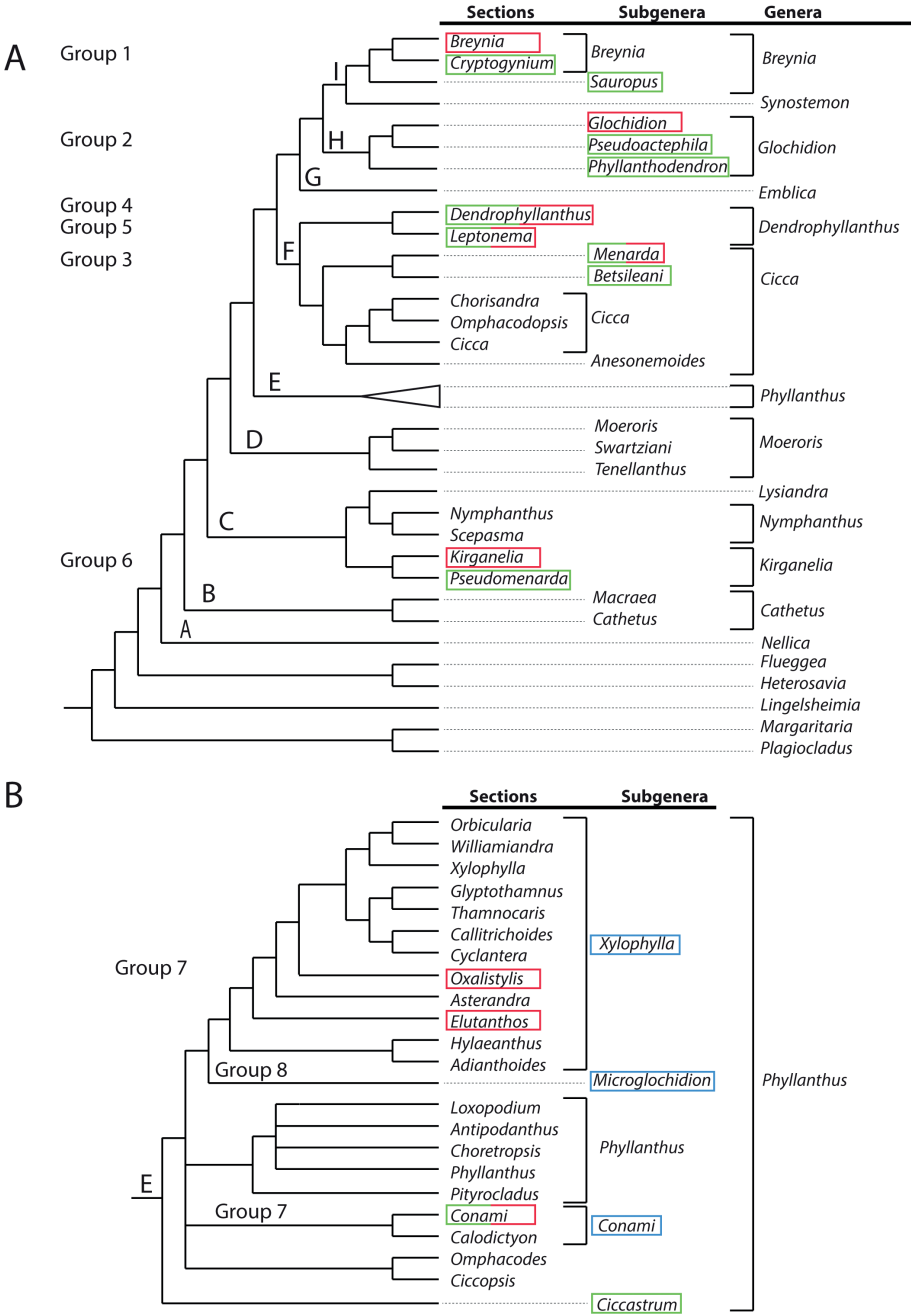 Sections Subgenera Genera
A
Group 1
Breynia
Cryptogynium
Breynia
Sauropus
Breynia
I
Synostemon
Group 2
H
Glochidion
Pseudoactephila
Phyllanthodendron
Glochidion
G
Emblica
Group 4
Group 5
Group 3
F
Dendrophyllanthus
Leptonema
Dendrophyllanthus
Menarda
Betsileani
Cicca
Chorisandra
Omphacodopsis
Cicca
Cicca
Anesonemoides
E
Phyllanthus
D
Moeroris
Swartziani
Tenellanthus
Moeroris
Lysiandra
C
Nymphanthus
Scepasma
Nymphanthus
Group 6
Kirganelia
Pseudomenarda
Kirganelia
B
Macraea
Cathetus
Cathetus
A
Nellica
Flueggea
Heterosavia
Lingelsheimia
Margaritaria
Plagiocladus
B
Sections Subgenera
Orbicularia
Williamiandra
Xylophylla
Glyptothamnus
Thamnocaris
Callitrichoides
Cyclantera
Xylophylla
Group 7
Oxalistylis
Asterandra
Elutanthos
Hylaeanthus
Adianthoides
Group 8
Microglochidion
Phyllanthus
Loxopodium
Antipodanthus
Choretropsis
Phyllanthus
Phyllanthus
Pityrocladus
E
Group 7
Conami
Calodictyon
Conami
Omphacodes
Ciccopsis
Ciccastrum